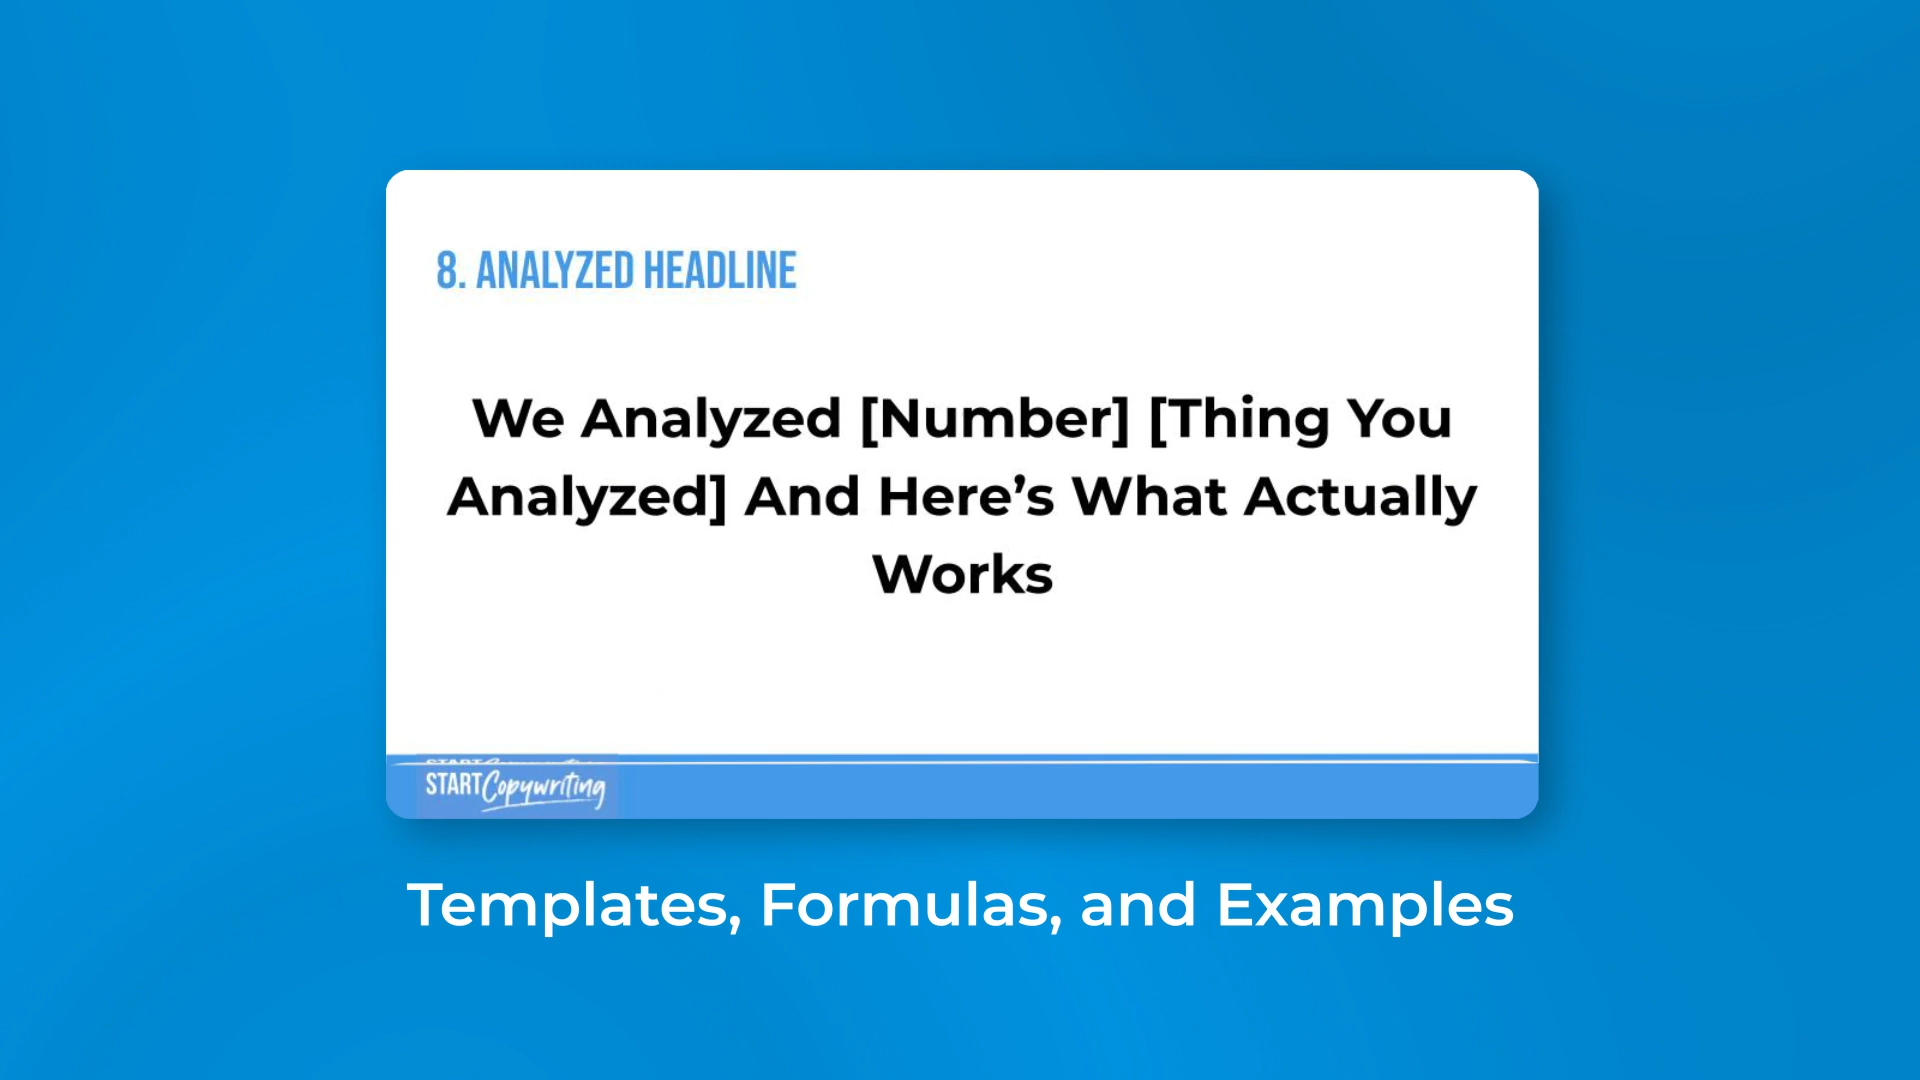 8. ANALYZED HEADLINE
We Analyzed [Number] [Thing You
Analyzed] And Here’s What Actually
Works
START Copywriting
Templates, Formulas, and Examples